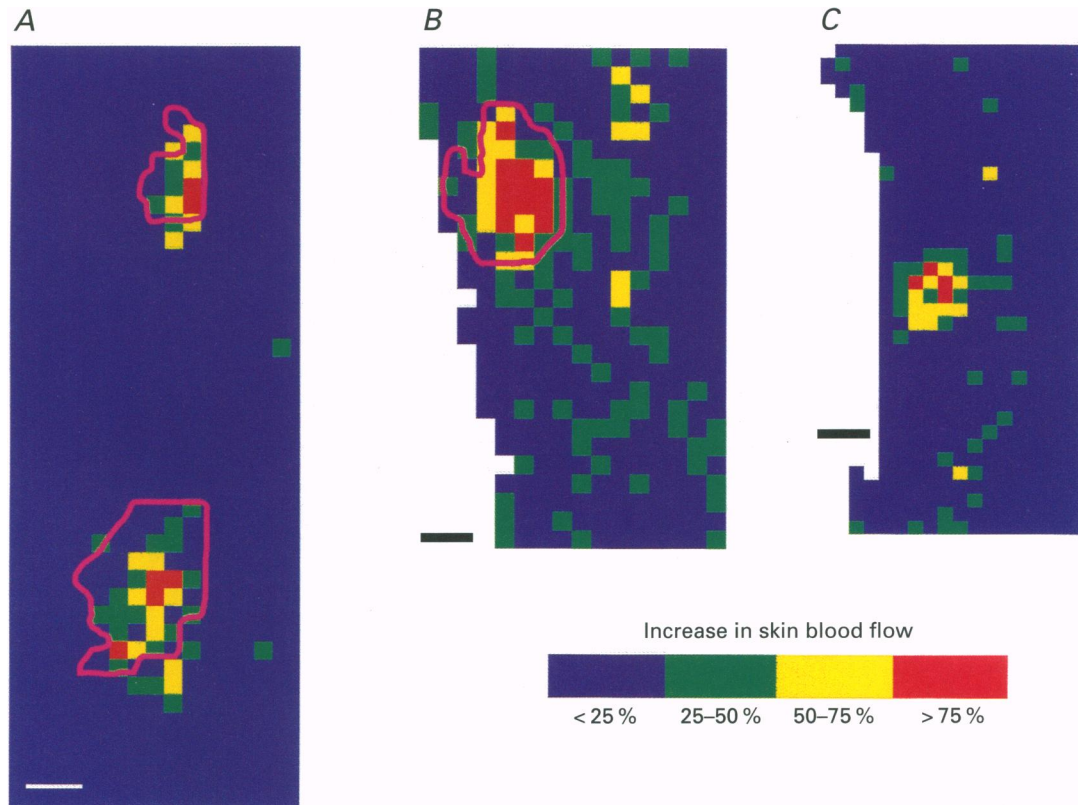 A
B
C
Increase in skin blood flow
< 25 %
25–50 %
50–75 %
> 75 %